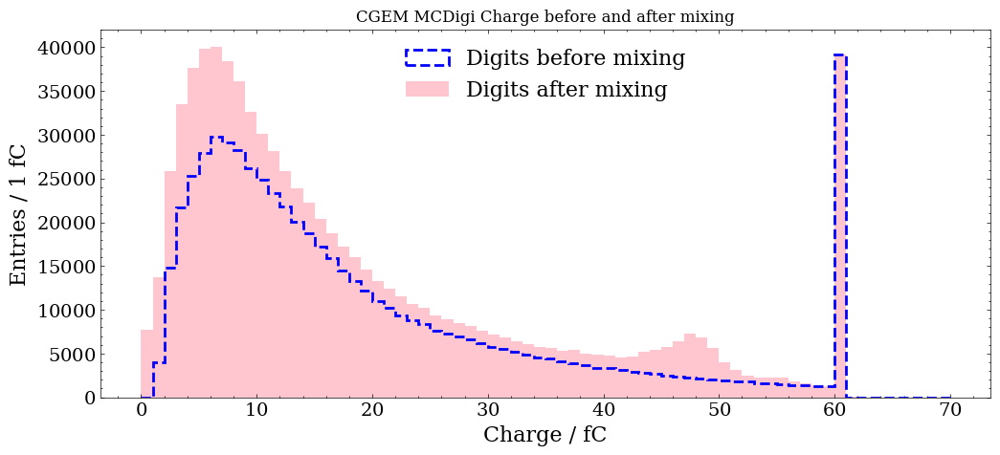 CGEM MCDigi Charge before and after mixing
Digits before mixing
Digits after mixing
Entries / 1 fC
40000
35000
30000
25000
20000
15000
10000
5000
0
0 10 20 30 40 50 60 70
Charge / fC